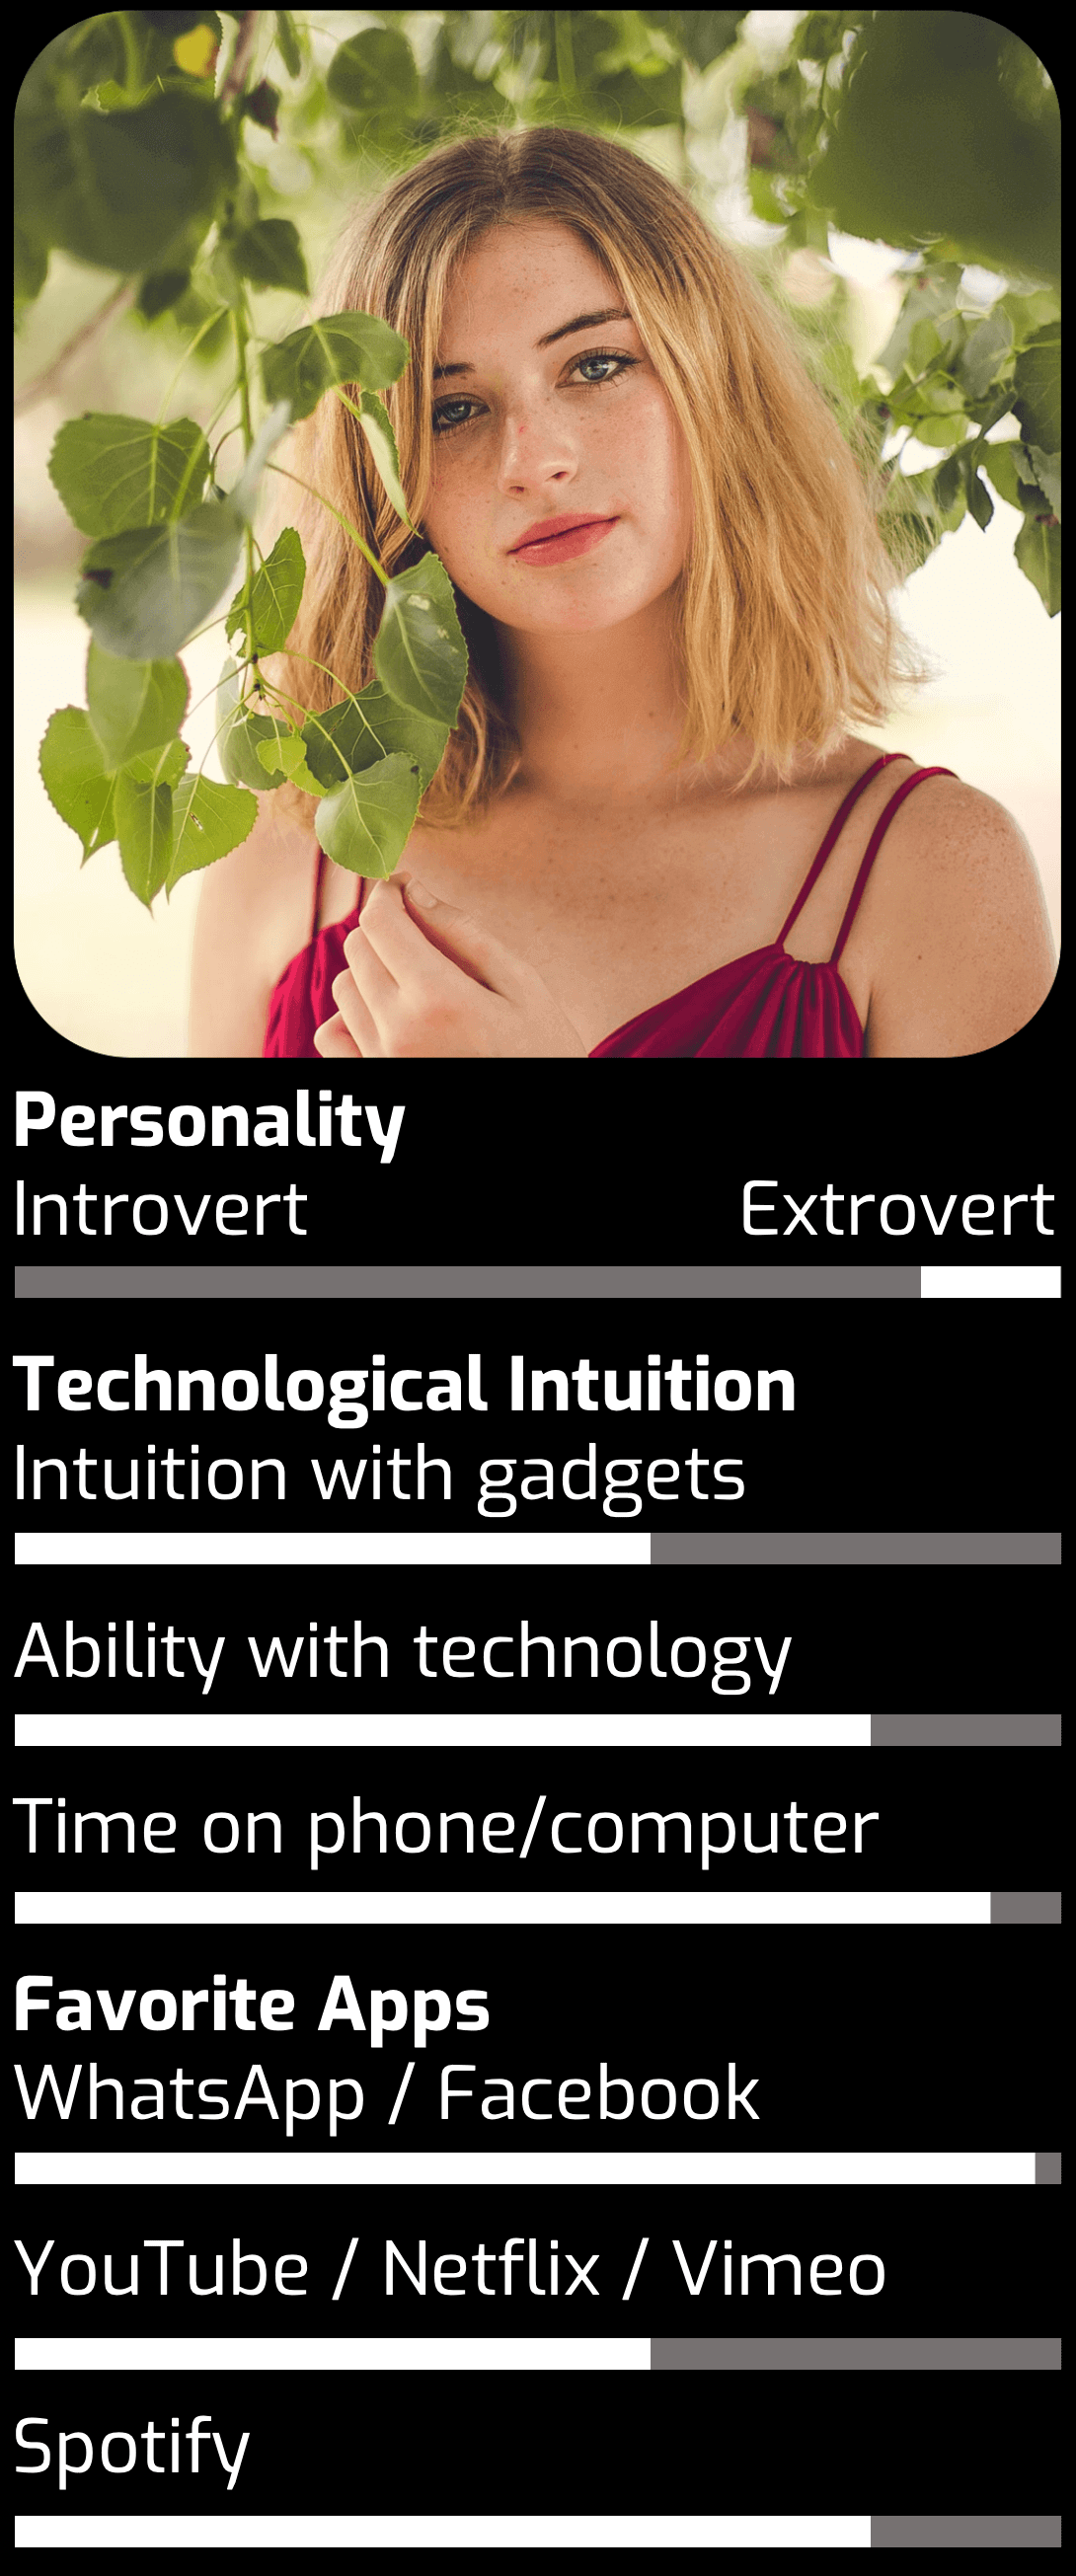 Personality
Introvert Extrovert
Technological Intuition
Intuition with gadgets
Ability with technology
Time on phone/computer
Favorite Apps
WhatsApp / Facebook
YouTube / Netflix / Vimeo
Spotify